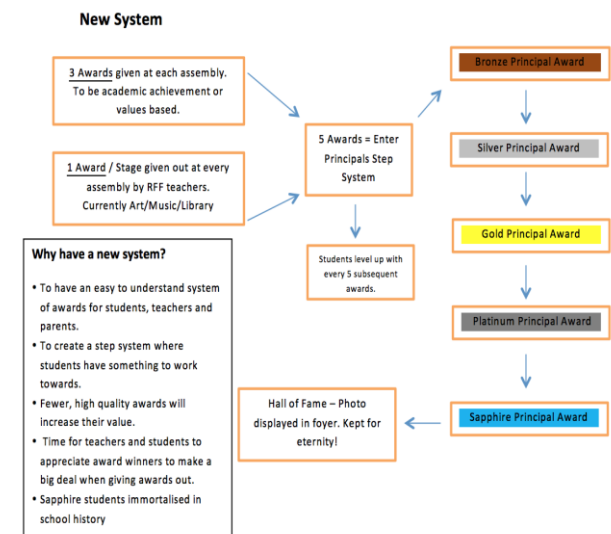 New System
3 Awards given at each assembly.
To be academic achievement or
values based.
1 Award / Stage given out at every
assembly by RFF teachers.
Currently Art/Music/Library
5 Awards = Enter
Principals Step
System
Students level up with
every 5 subsequent
awards.
Bronze Principal Award
Silver Principal Award
Gold Principal Award
Platinum Principal Award
Sapphire Principal Award
Hall of Fame – Photo
displayed in foyer. Kept for
eternity!
Why have a new system?
• To have an easy to understand system
of awards for students, teachers and
parents.
• To create a step system where
students have something to work
towards.
• Fewer, high quality awards will
increase their value.
• Time for teachers and students to
appreciate award winners to make a
big deal when giving awards out.
• Sapphire students immortalised in
school history